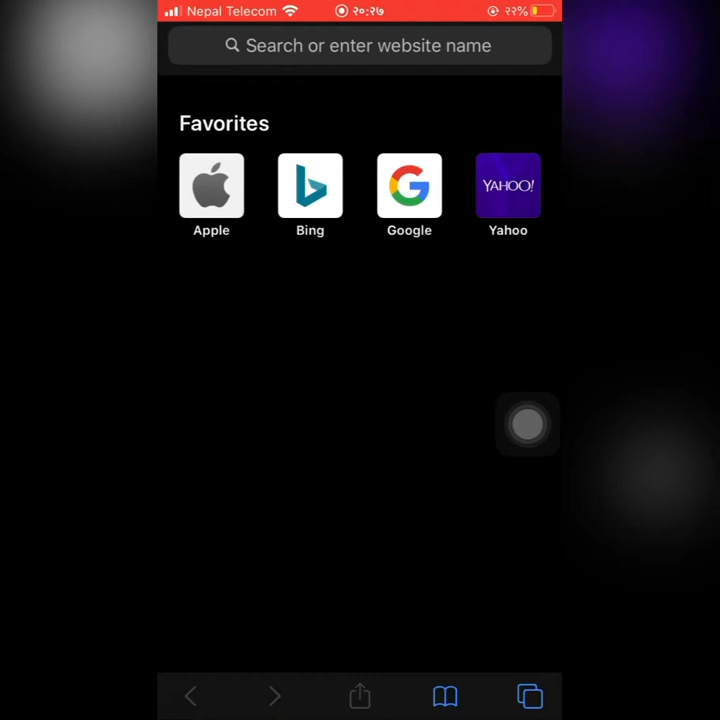 Nepal Telecom २०:२७ २२%
Search or enter website name
Favorites
YAHOO!
Apple Bing Google Yahoo